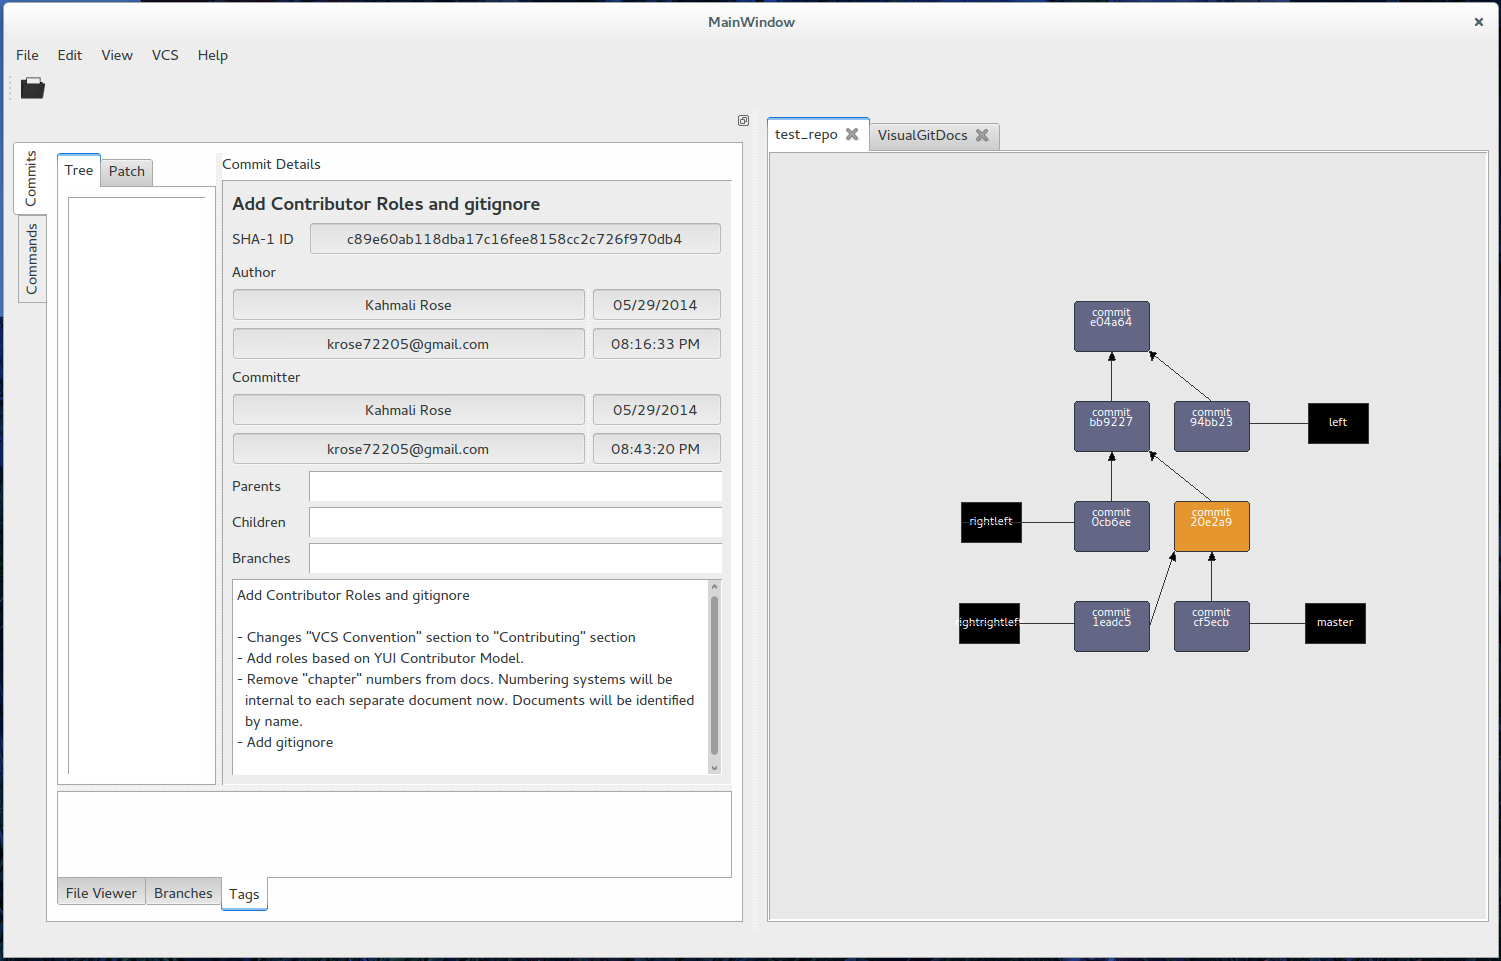 MainWindow
File Edit View VCS Help
Commits
Commands
Tree Patch
Commit Details
Add Contributor Roles and gitignore
SHA-1 ID c89e60ab118dba17c16fee8158cc2c726f970db4
Author
Kahmali Rose 05/29/2014
krose72205@gmail.com 08:16:33 PM
Committer
Kahmali Rose 05/29/2014
krose72205@gmail.com 08:43:20 PM
Parents
Children
Branches
Add Contributor Roles and gitignore
- Changes "VCS Convention" section to "Contributing" section
- Add roles based on YUI Contributor Model.
- Remove "chapter" numbers from docs. Numbering systems will be
internal to each separate document now. Documents will be identified
by name.
- Add gitignore
File Viewer Branches Tags
test_repo VisualGitDocs
commit
e04a64
commit
bb9227
commit
94bb23
left
rightleft
commit
0cb6ee
commit
20e2a9
rightrightleft
commit
1eadc5
commit
cf5ecb
master